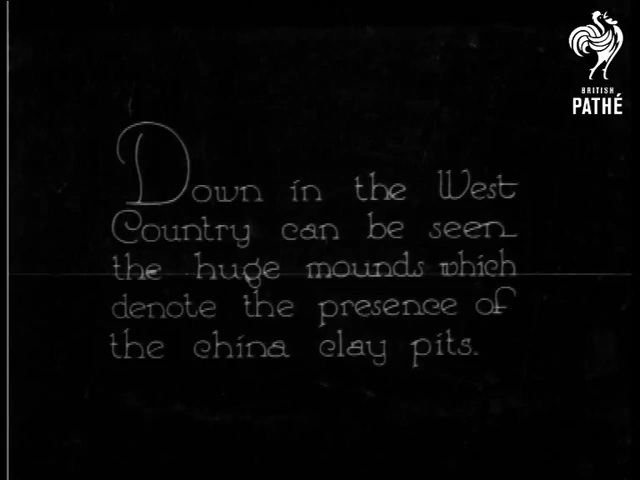 BRITISH
PATHÉ
Down in the West
Country can be seen
the huge mounds which
denote the presence of
the china clay pits.